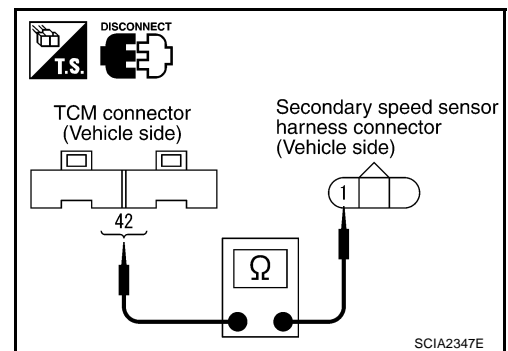 DISCONNECT
T.S.
TCM connector
(Vehicle side)
Secondary speed sensor
harness connector
(Vehicle side)
1
42
Ω
SCIA2347E